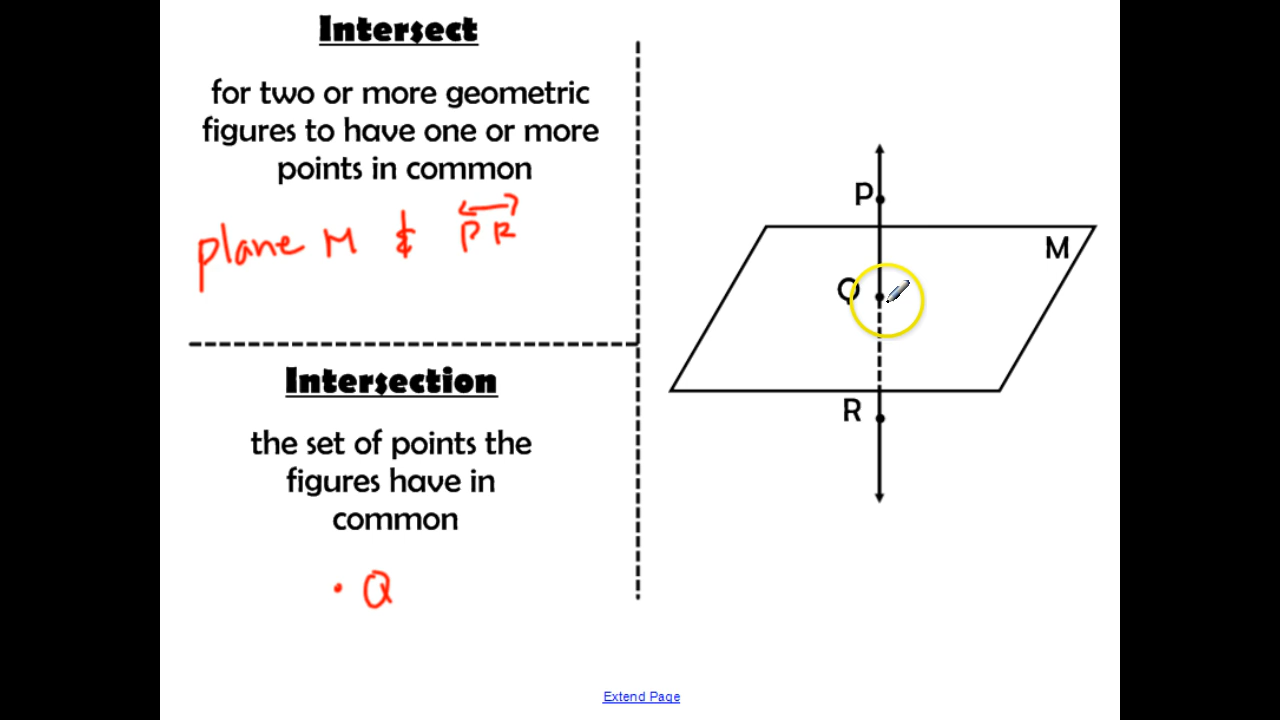 Intersect
for two or more geometric
figures to have one or more
points in common
plane M & PR
Intersection
the set of points the
figures have in
common
• Q
P
M
Q
R
Extend Page